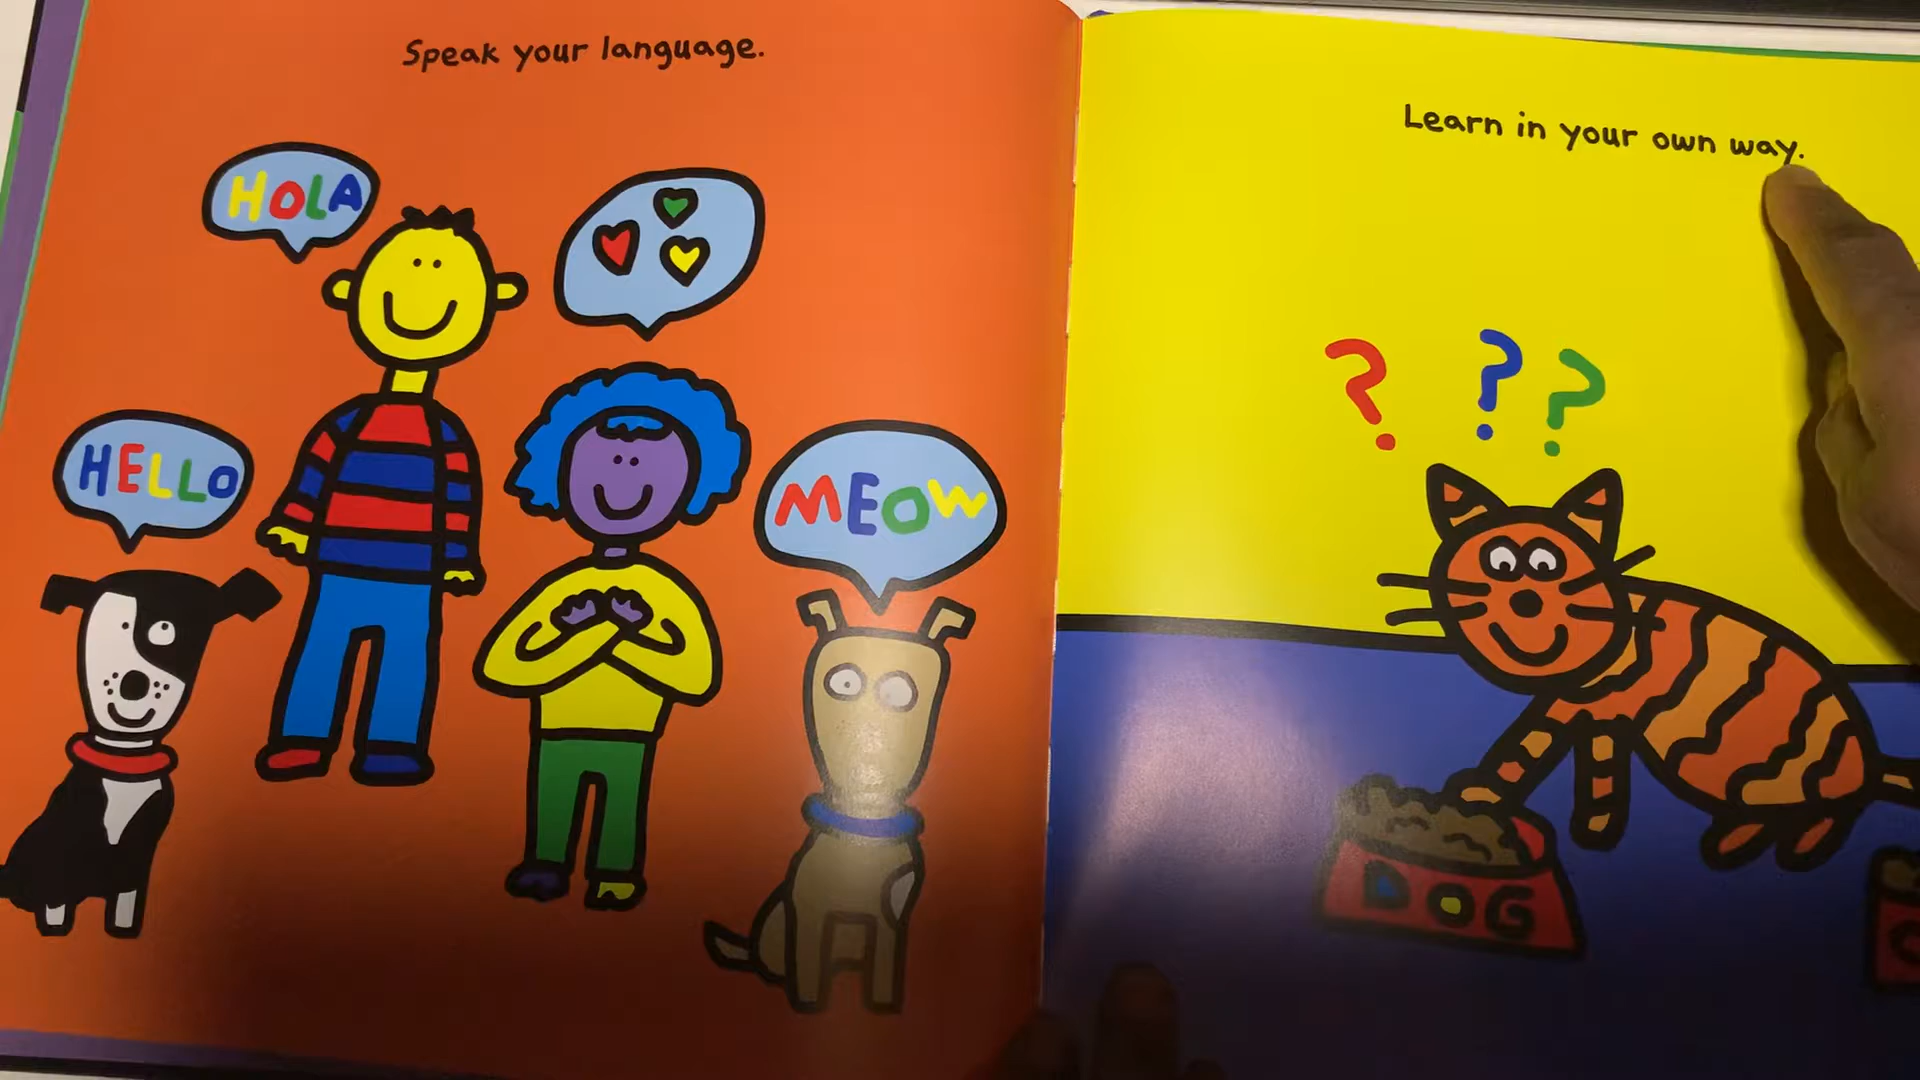 Speak your language.
HOLA
HELLO
MEOW
Learn in your own way.
? ? ?
DOG